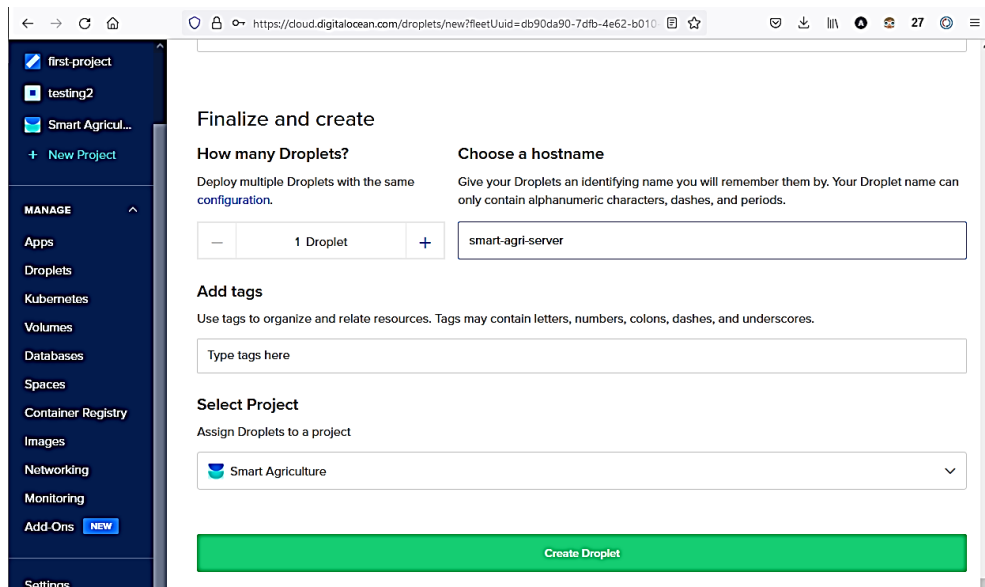 https://cloud.digitalocean.com/droplets/new?fleetUuid=db90da90-7dfb-4e62-b010
27
first-project
testing2
Smart Agricul...
+ New Project
MANAGE
Apps
Droplets
Kubernetes
Volumes
Databases
Spaces
Container Registry
Images
Networking
Monitoring
Add-Ons NEW
Settings
Finalize and create
How many Droplets?
Deploy multiple Droplets with the same
configuration.
— 1 Droplet +
Choose a hostname
Give your Droplets an identifying name you will remember them by. Your Droplet name can
only contain alphanumeric characters, dashes, and periods.
smart-agri-server
Add tags
Use tags to organize and relate resources. Tags may contain letters, numbers, colons, dashes, and underscores.
Type tags here
Select Project
Assign Droplets to a project
Smart Agriculture
Create Droplet